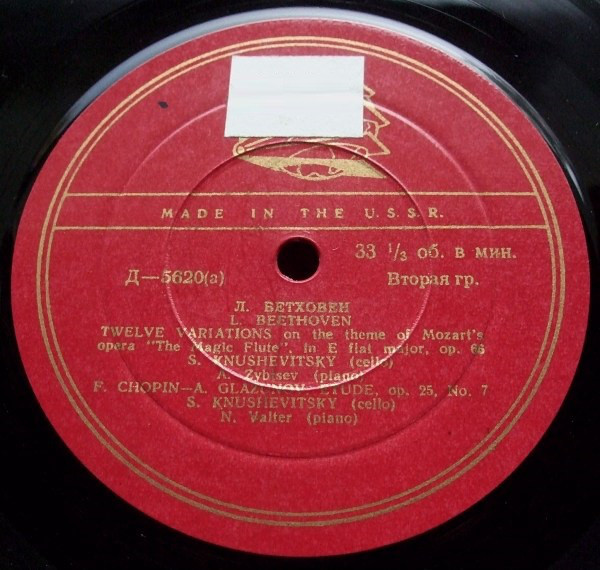 MADE IN THE U.S.S.R.
33 1/3 об. в мин.
Д—5620(а)
Вторая гр.
Л. БЕТХОВЕН
L. BEETHOVEN
TWELVE VARIATIONS on the theme of Mozart's
opera "The Magic Flute", in E flat major, op. 66
S. KNUSHEVITSKY (cello)
A. Zybtsev (piano)
F. CHOPIN—A. GLAZUNOV. ETUDE, op. 25, No. 7
S. KNUSHEVITSKY (cello)
N. Valter (piano)